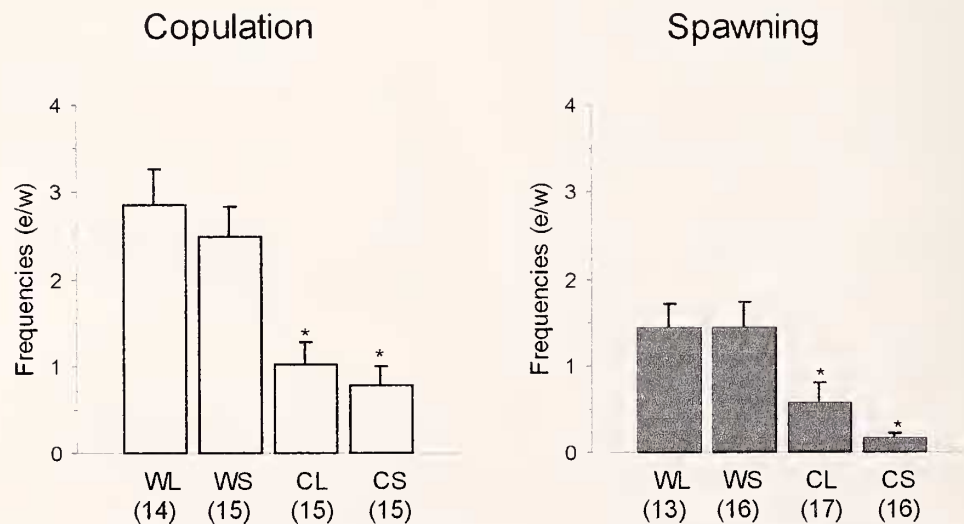 Copulation
Frequencies (e/w)
4
3
2
1
0
*
*
WL WS CL CS
(14) (15) (15) (15)
Spawning
Frequencies (e/w)
4
3
2
1
0
*
*
WL WS CL CS
(13) (16) (17) (16)